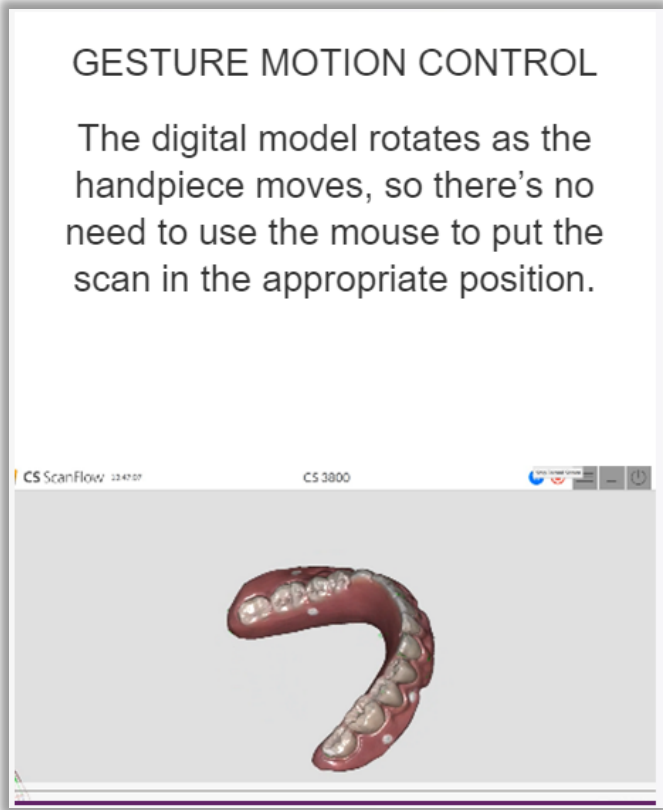 GESTURE MOTION CONTROL
The digital model rotates as the
handpiece moves, so there’s no
need to use the mouse to put the
scan in the appropriate position.
CS ScanFlow
CS 3800